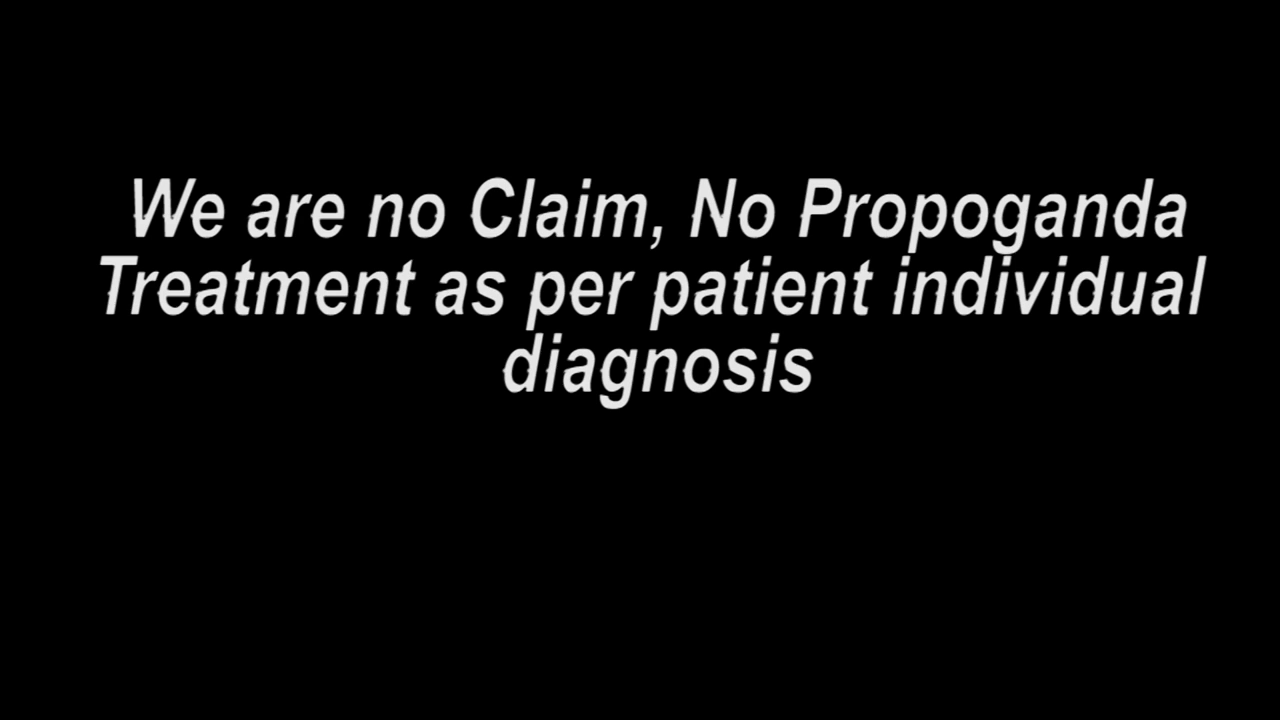 We are no Claim, No Propoganda
Treatment as per patient individual
diagnosis